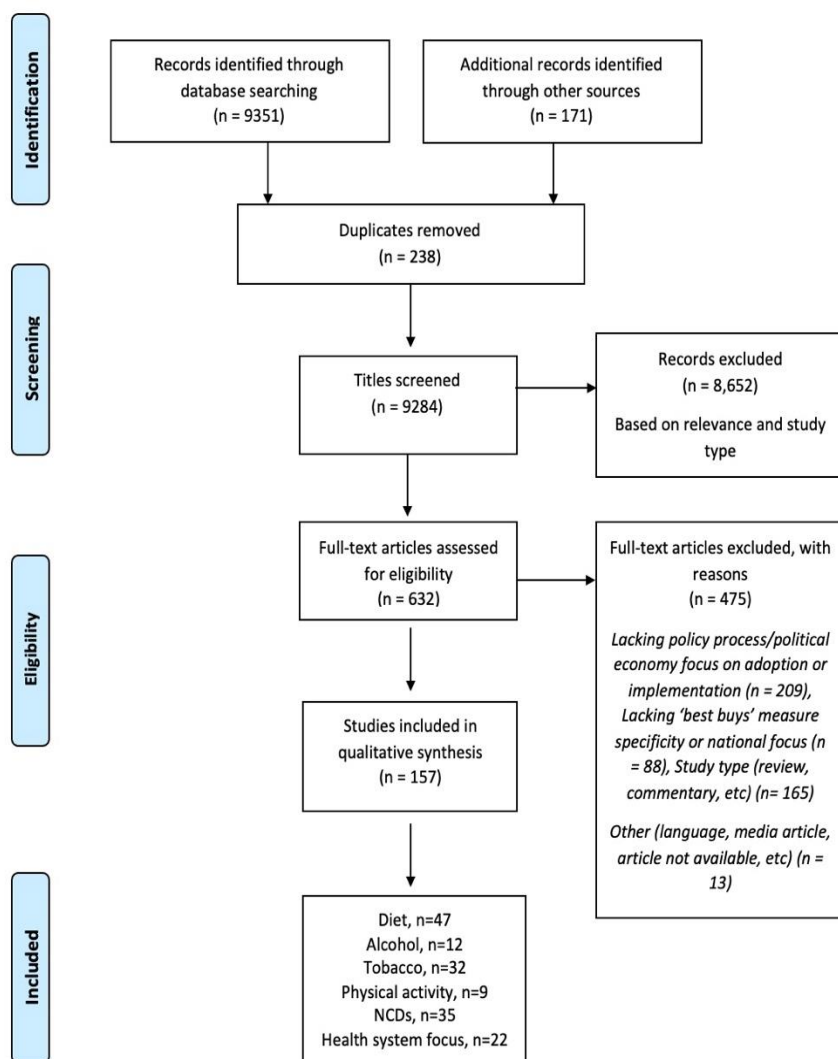 Identification
Records identified through
database searching
(n = 9351)
Additional records identified
through other sources
(n = 171)
Duplicates removed
(n = 238)
Screening
Titles screened
(n = 9284)
Records excluded
(n = 8,652)
Based on relevance and study
type
Eligibility
Full-text articles assessed
for eligibility
(n = 632)
Full-text articles excluded, with
reasons
(n = 475)
Lacking policy process/political
economy focus on adoption or
implementation (n = 209),
Lacking ‘best buys’ measure
specificity or national focus (n
= 88), Study type (review,
commentary, etc) (n= 165)
Other (language, media article,
article not available, etc) (n =
13)
Studies included in
qualitative synthesis
(n = 157)
Included
Diet, n=47
Alcohol, n=12
Tobacco, n=32
Physical activity, n=9
NCDs, n=35
Health system focus, n=22